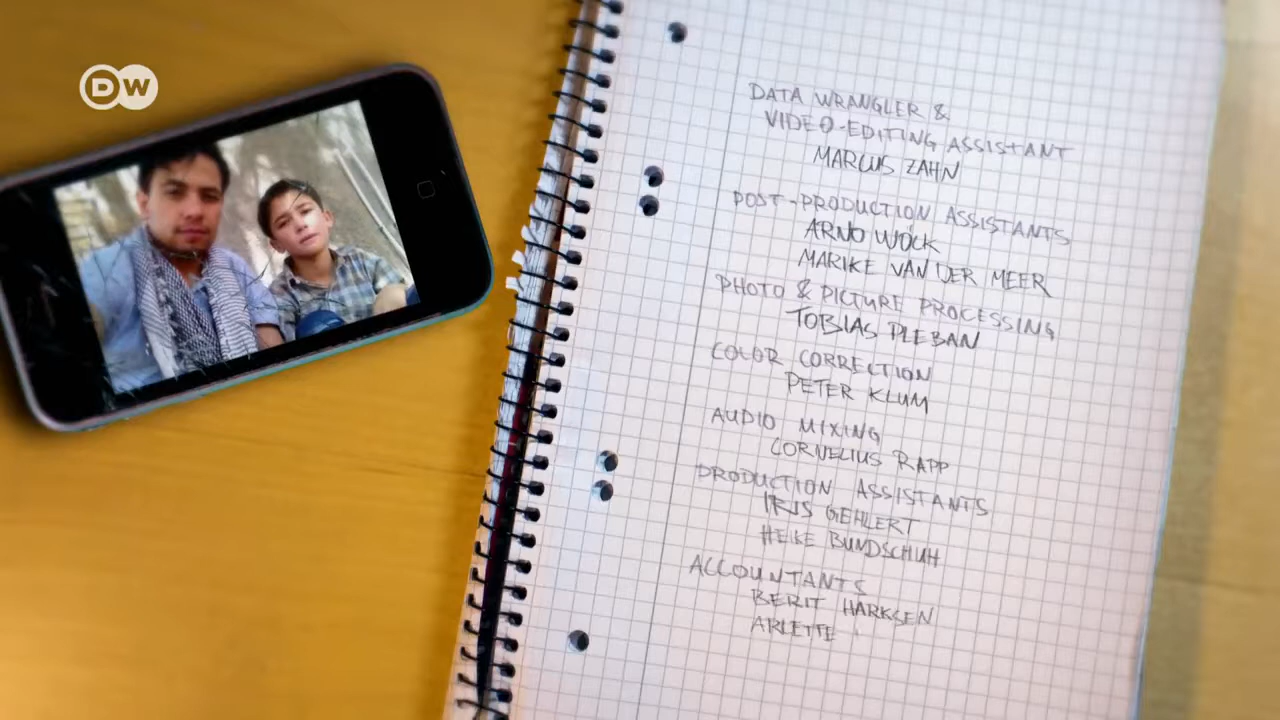 DW
DATA WRANGLER &
VIDEO-EDITING ASSISTANT
MARCUS ZAHN
POST-PRODUCTION ASSISTANTS
ARNO WÖLK
MARIKE VAN DER MEER
PHOTO & PICTURE PROCESSING
TOBIAS PLEBAN
COLOR CORRECTION
PETER KLUM
AUDIO MIXING
CORNELIUS RAPP
PRODUCTION ASSISTANTS
IRIS GEHLERT
HEIKE BUNDSCHUH
ACCOUNTANTS
BERIT HARKSEN
ARLETTE